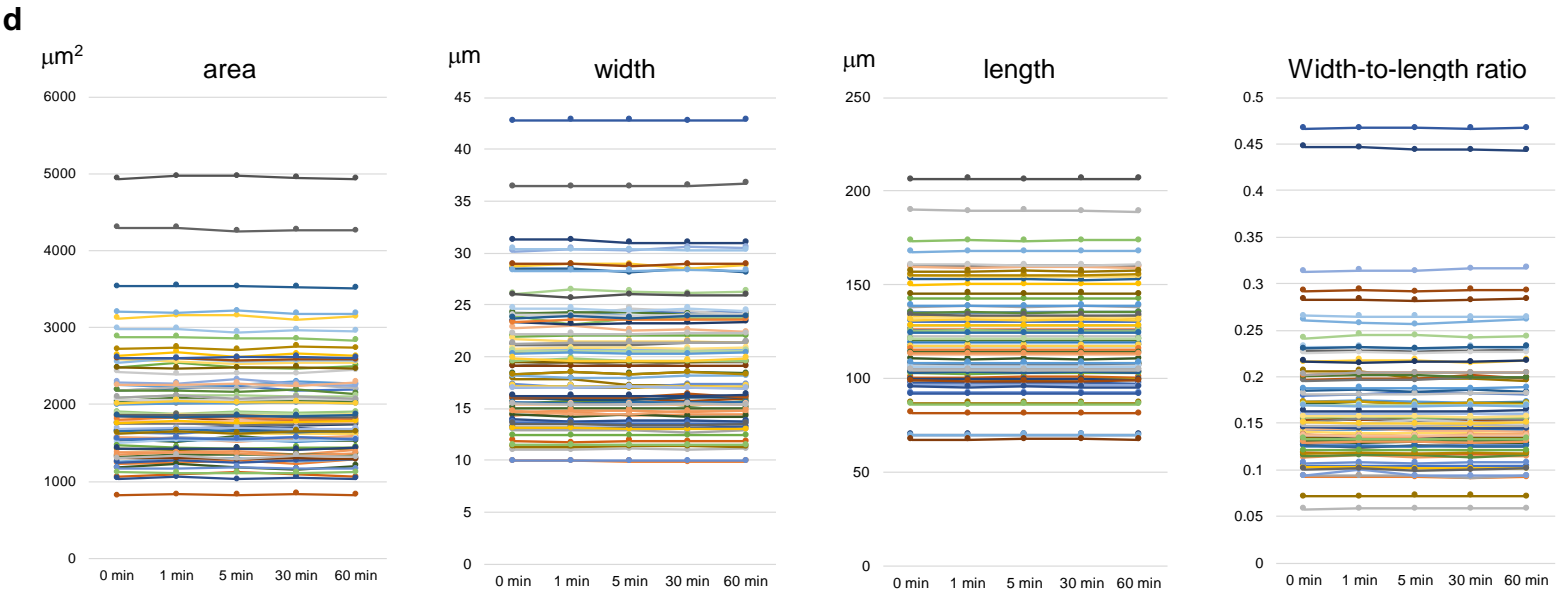 d
μm²
area
6000
5000
4000
3000
2000
1000
0
0 min 1 min 5 min 30 min 60 min
μm
width
45
40
35
30
25
20
15
10
5
0
0 min 1 min 5 min 30 min 60 min
μm
length
250
200
150
100
50
0
0 min 1 min 5 min 30 min 60 min
Width-to-length ratio
0.5
0.45
0.4
0.35
0.3
0.25
0.2
0.15
0.1
0.05
0
0 min 1 min 5 min 30 min 60 min